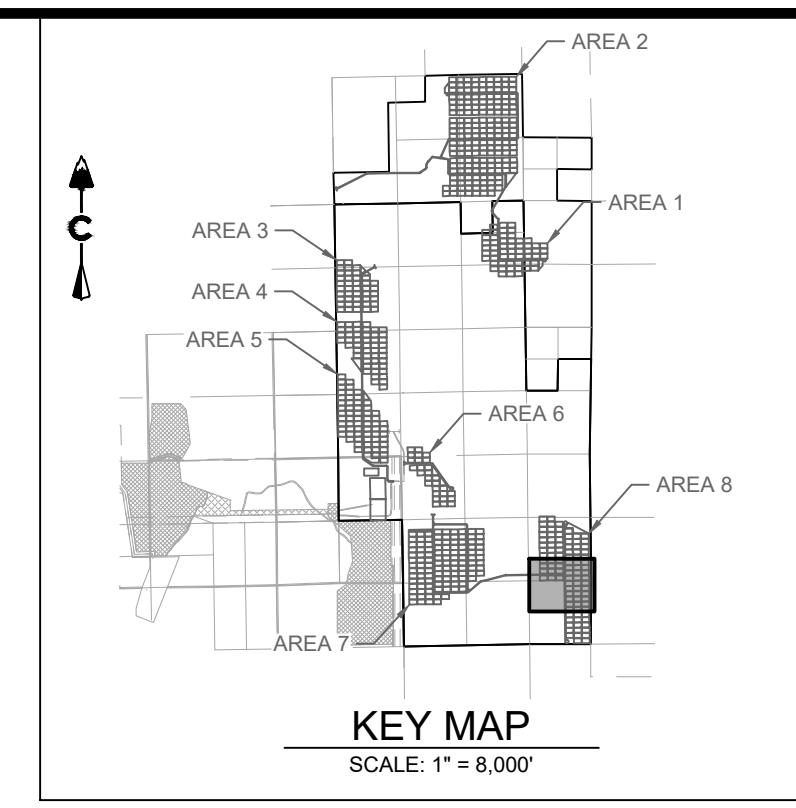 AREA 2
AREA 1
C
AREA 3
AREA 4
AREA 5
AREA 6
AREA 8
AREA 7
KEY MAP
SCALE: 1" = 8,000'